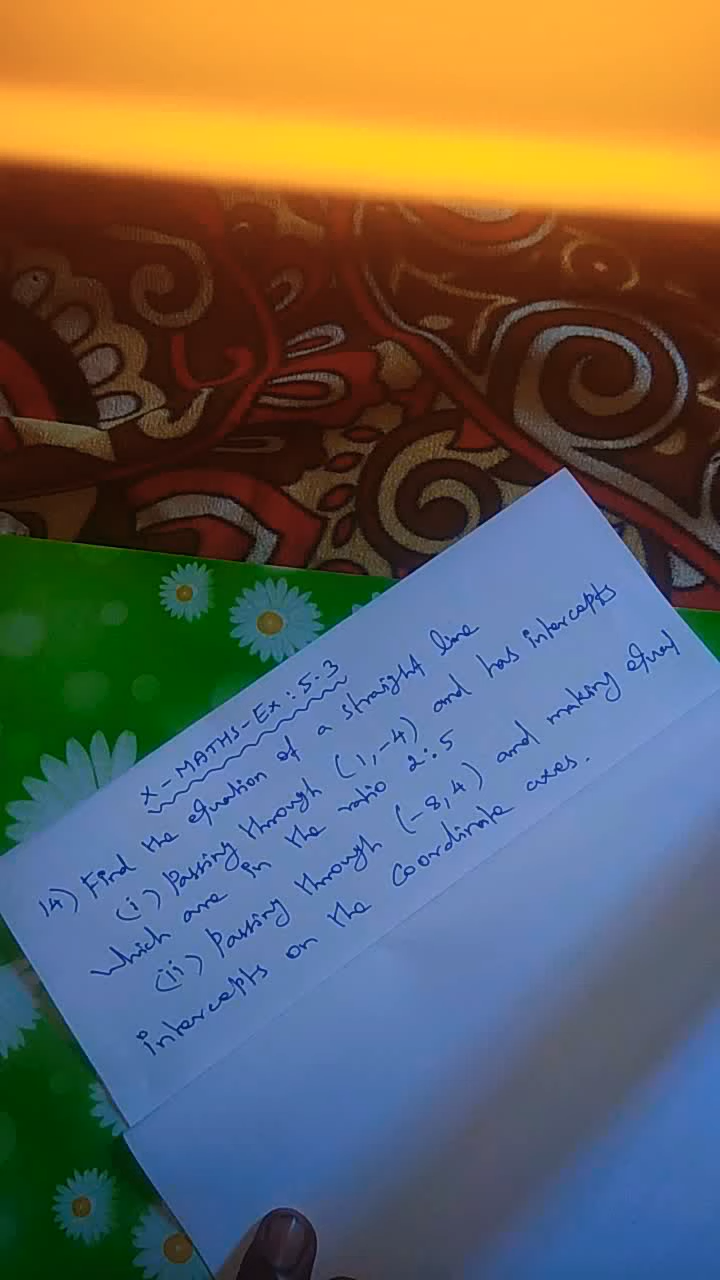 X-MATHS-Ex: 5.3
14) Find the equation of a straight line
(i) Passing through (1,-4) and has intercepts
which are in the ratio 2:5
(ii) Passing through (-8,4) and making equal
intercepts on the coordinate axes.